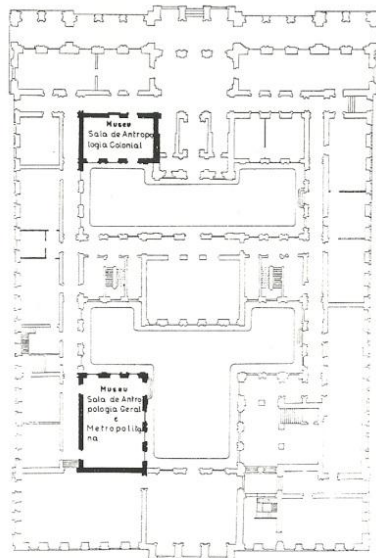 Museu
Sala de Antropo
logia Colonial
Museu
Sala de Antro
pologia Geral
e
Metropolita
na